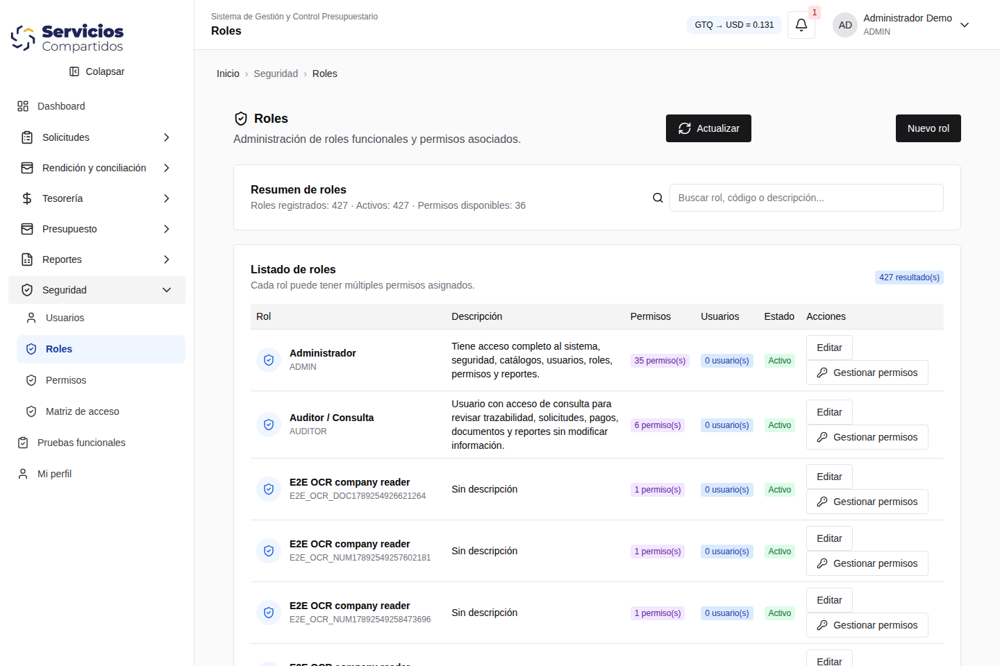 Servicios
Compartidos
Colapsar
Dashboard
Solicitudes
Rendición y conciliación
Tesorería
Presupuesto
Reportes
Seguridad
Usuarios
Roles
Permisos
Matriz de acceso
Pruebas funcionales
Mi perfil
Sistema de Gestión y Control Presupuestario
Roles
GTQ → USD = 0.131
1
AD
Administrador Demo
ADMIN
Inicio › Seguridad › Roles
Roles
Administración de roles funcionales y permisos asociados.
Actualizar
Nuevo rol
Resumen de roles
Roles registrados: 427 · Activos: 427 · Permisos disponibles: 36
Buscar rol, código o descripción...
Listado de roles
Cada rol puede tener múltiples permisos asignados.
427 resultado(s)
Rol Descripción Permisos Usuarios Estado Acciones
Administrador
ADMIN
Tiene acceso completo al sistema,
seguridad, catálogos, usuarios, roles,
permisos y reportes.
35 permiso(s) 0 usuario(s) Activo
Editar
Gestionar permisos
Auditor / Consulta
AUDITOR
Usuario con acceso de consulta para
revisar trazabilidad, solicitudes, pagos,
documentos y reportes sin modificar
información.
6 permiso(s) 0 usuario(s) Activo
Editar
Gestionar permisos
E2E OCR company reader
E2E_OCR_DOC1789254926621264
Sin descripción
1 permiso(s) 0 usuario(s) Activo
Editar
Gestionar permisos
E2E OCR company reader
E2E_OCR_NUM17892549257602181
Sin descripción
1 permiso(s) 0 usuario(s) Activo
Editar
Gestionar permisos
E2E OCR company reader
E2E_OCR_NUM17892549258473696
Sin descripción
1 permiso(s) 0 usuario(s) Activo
Editar
Gestionar permisos
E2E OCR company reader
Editar